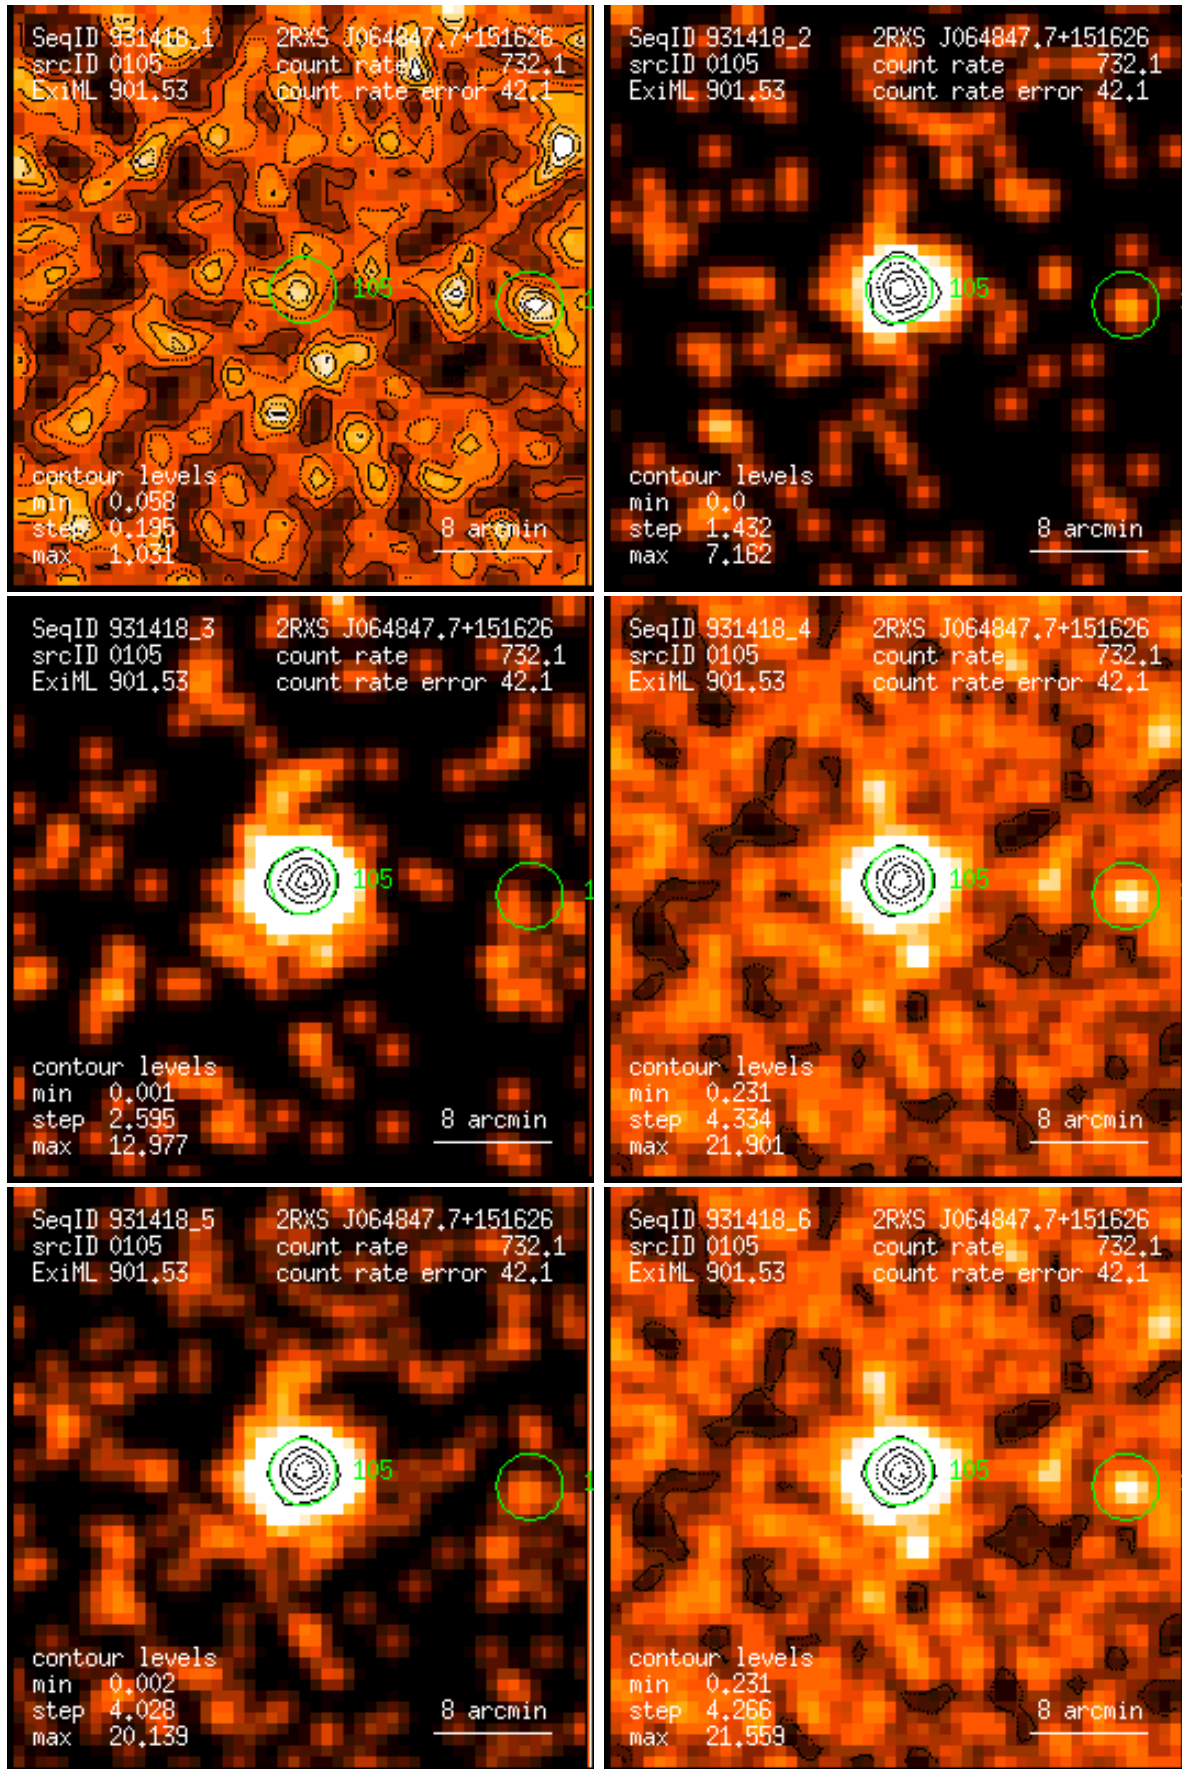 SeqID 931418_1 2RXS J064847.7+151626
srcID 0105 count rate 732.1
ExiML 901.53 count rate error 42.1
105
1
contour levels
min 0.058
step 0.195 8 arcmin
max 1.031
SeqID 931418_2 2RXS J064847.7+151626
srcID 0105 count rate 732.1
ExiML 901.53 count rate error 42.1
105
contour levels
min 0.0
step 1.432 8 arcmin
max 7.162
SeqID 931418_3 2RXS J064847.7+151626
srcID 0105 count rate 732.1
ExiML 901.53 count rate error 42.1
105
1
contour levels
min 0.001
step 2.595 8 arcmin
max 12.977
SeqID 931418_4 2RXS J064847.7+151626
srcID 0105 count rate 732.1
ExiML 901.53 count rate error 42.1
105
contour levels
min 0.231
step 4.334 8 arcmin
max 21.901
SeqID 931418_5 2RXS J064847.7+151626
srcID 0105 count rate 732.1
ExiML 901.53 count rate error 42.1
105
1
contour levels
min 0.002
step 4.028 8 arcmin
max 20.139
SeqID 931418_6 2RXS J064847.7+151626
srcID 0105 count rate 732.1
ExiML 901.53 count rate error 42.1
105
contour levels
min 0.231
step 4.266 8 arcmin
max 21.559